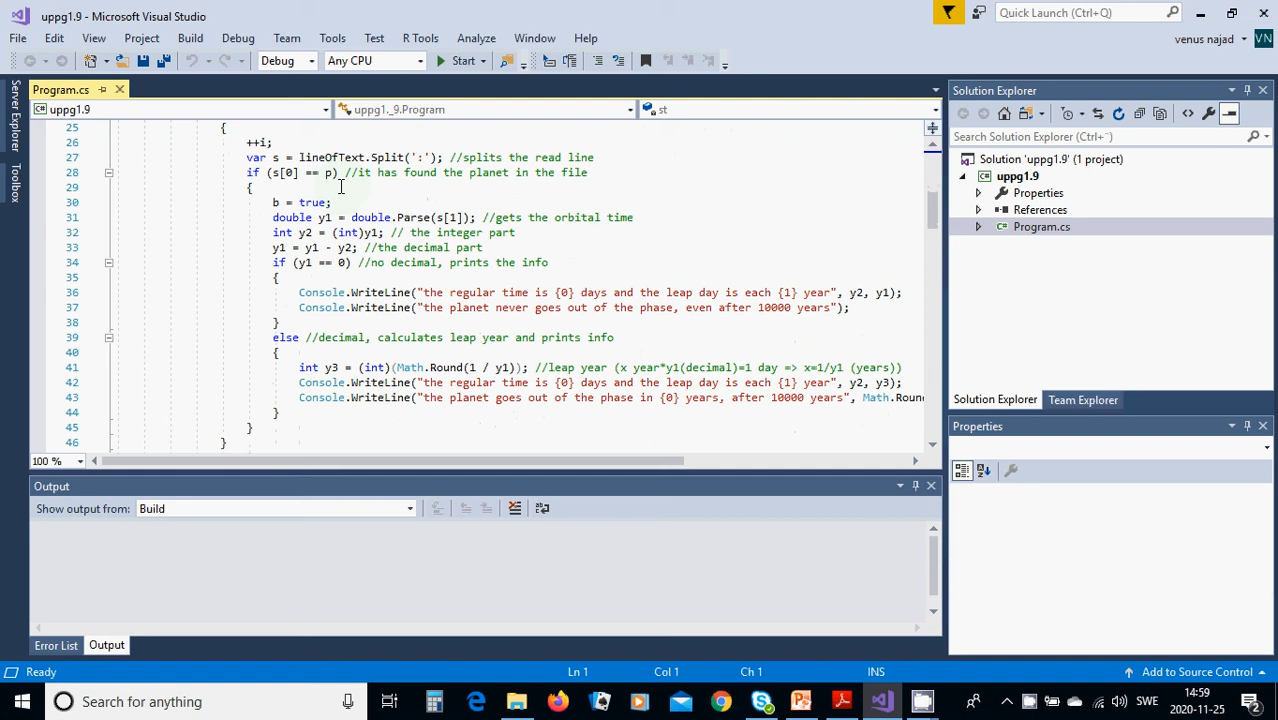 uppg1.9 - Microsoft Visual Studio
Quick Launch (Ctrl+Q)
File Edit View Project Build Debug Team Tools Test R Tools Analyze Window Help
venus najad VN
Debug Any CPU Start
Server Explorer
Toolbox
Program.cs
uppg1.9 uppg1._9.Program st
25 {
26 ++i;
27 var s = lineOfText.Split(':'); //splits the read line
28 if (s[0] == p) //it has found the planet in the file
29 {
30 b = true;
31 double y1 = double.Parse(s[1]); //gets the orbital time
32 int y2 = (int)y1; // the integer part
33 y1 = y1 - y2; //the decimal part
34 if (y1 == 0) //no decimal, prints the info
35 {
36 Console.WriteLine("the regular time is {0} days and the leap day is each {1} year", y2, y1);
37 Console.WriteLine("the planet never goes out of the phase, even after 10000 years");
38 }
39 else //decimal, calculates leap year and prints info
40 {
41 int y3 = (int)(Math.Round(1 / y1)); //leap year (x year*y1(decimal)=1 day => x=1/y1 (years))
42 Console.WriteLine("the regular time is {0} days and the leap day is each {1} year", y2, y3);
43 Console.WriteLine("the planet goes out of the phase in {0} years, after 10000 years", Math.Roun
44 }
45 }
46 }
100 %
Output
Show output from: Build
Error List Output
Solution Explorer
Search Solution Explorer (Ctrl+¨)
Solution 'uppg1.9' (1 project)
uppg1.9
Properties
References
Program.cs
Solution Explorer Team Explorer
Properties
Ready Ln 1 Col 1 Ch 1 INS Add to Source Control
Search for anything
SWE
14:59
2020-11-25
2